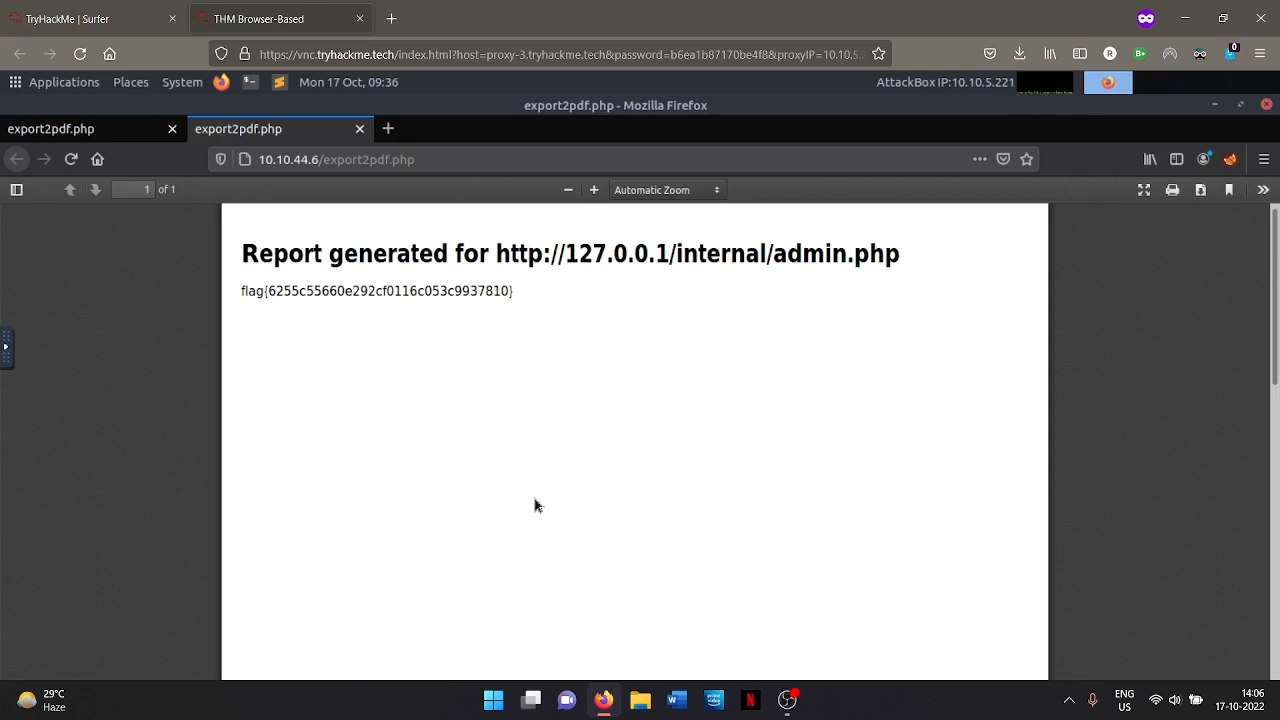 TryHackMe | Surfer
THM Browser-Based
https://vnc.tryhackme.tech/index.html?host=proxy-3.tryhackme.tech&password=b6ea1b87170be4f8&proxyIP=10.10.5.
0
Applications Places System Mon 17 Oct, 09:36 AttackBox IP:10.10.5.221
export2pdf.php - Mozilla Firefox
export2pdf.php
export2pdf.php
10.10.44.6/export2pdf.php
1 of 1 Automatic Zoom
Report generated for http://127.0.0.1/internal/admin.php
flag{6255c55660e292cf0116c053c9937810}
29°C
Haze
ENG
US
14:06
17-10-2022